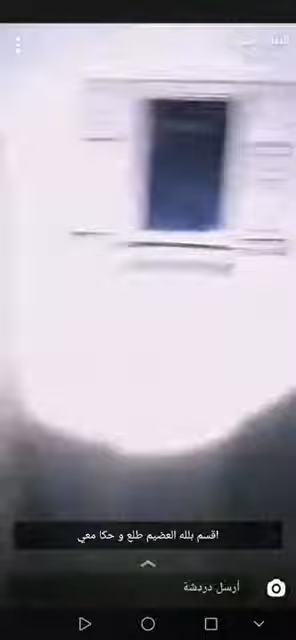 اقسم بلله العضيم طلع و حكا معي
أرسل دردشة